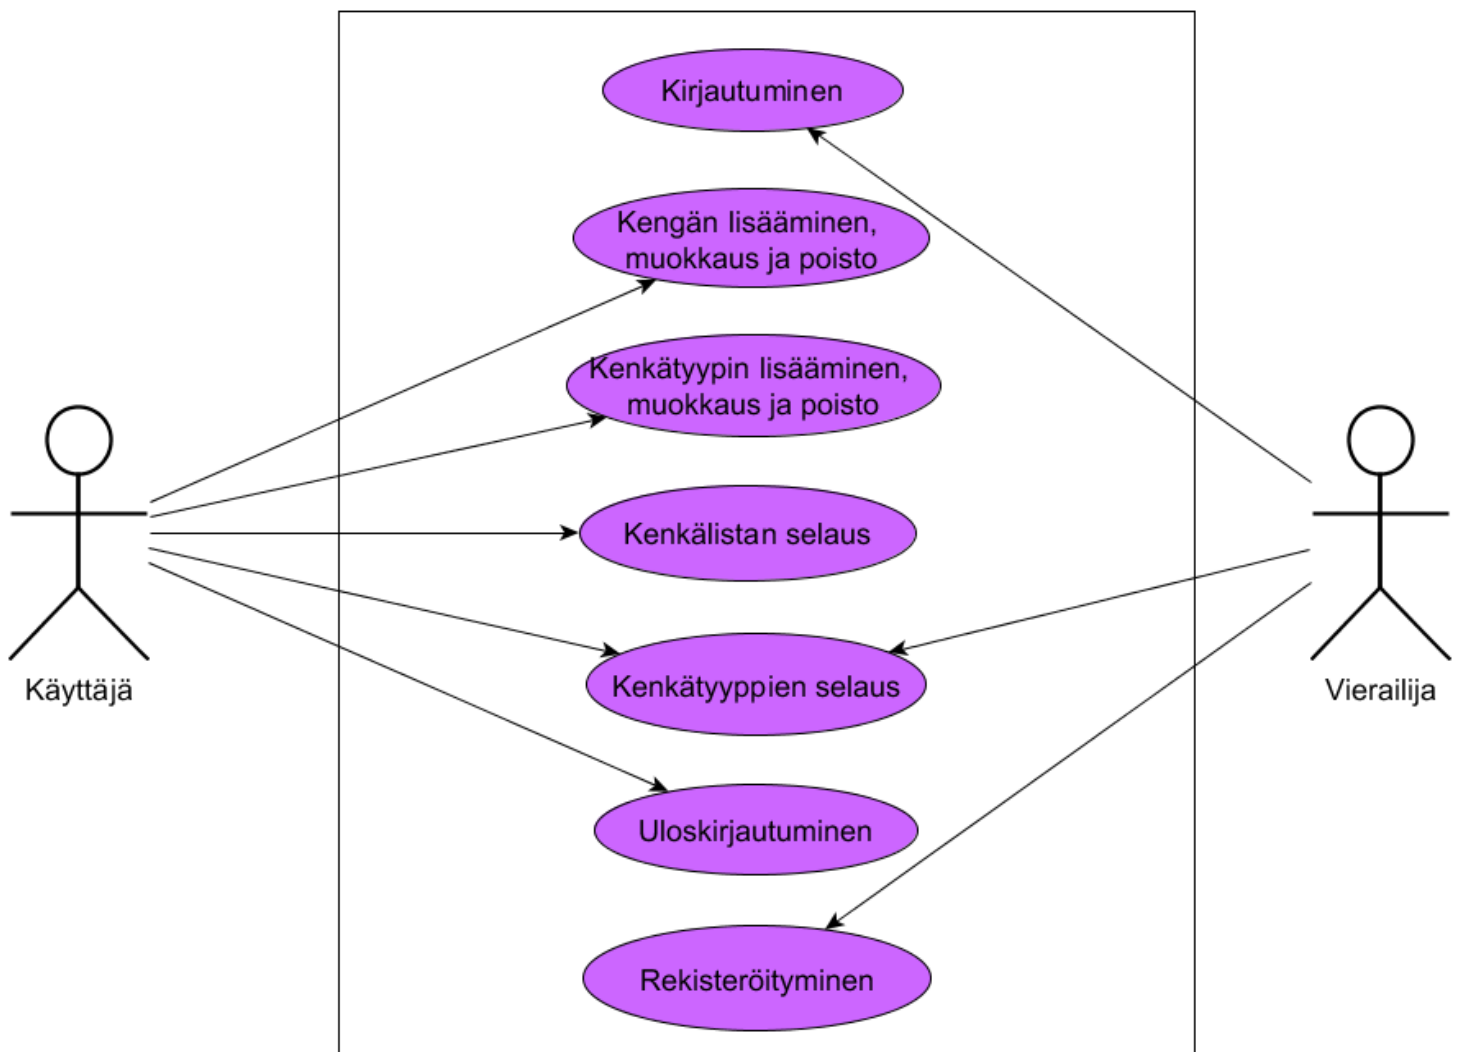 Kirjautuminen
Kengän lisääminen,
muokkaus ja poisto
Kenkätyypin lisääminen,
muokkaus ja poisto
Kenkälistan selaus
Kenkätyyppien selaus
Käyttäjä
Vierailija
Uloskirjautuminen
Rekisteröityminen